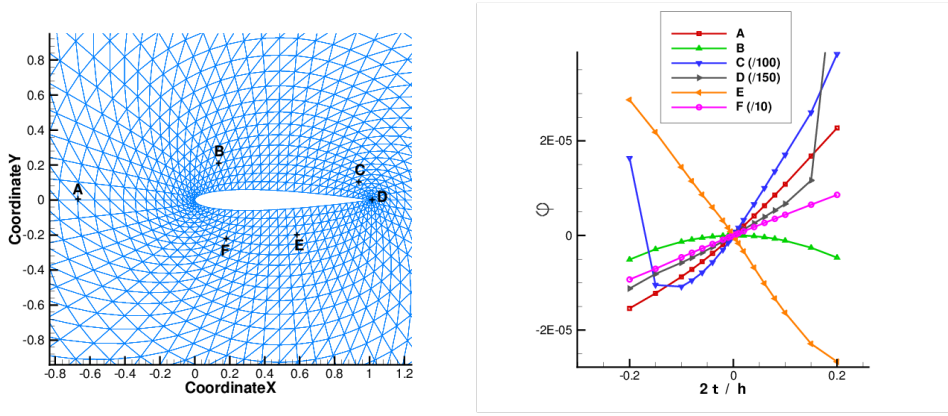 CoordinateY
0.8
0.6
0.4
0.2
0
-0.2
-0.4
-0.6
-0.8
A
B
C
D
E
F
-0.8 -0.6 -0.4 -0.2 0 0.2 0.4 0.6 0.8 1 1.2
CoordinateX
A
B
C (/100)
D (/150)
E
F (/10)
φ
2E-05
0
-2E-05
-0.2 0 0.2
2 t / h